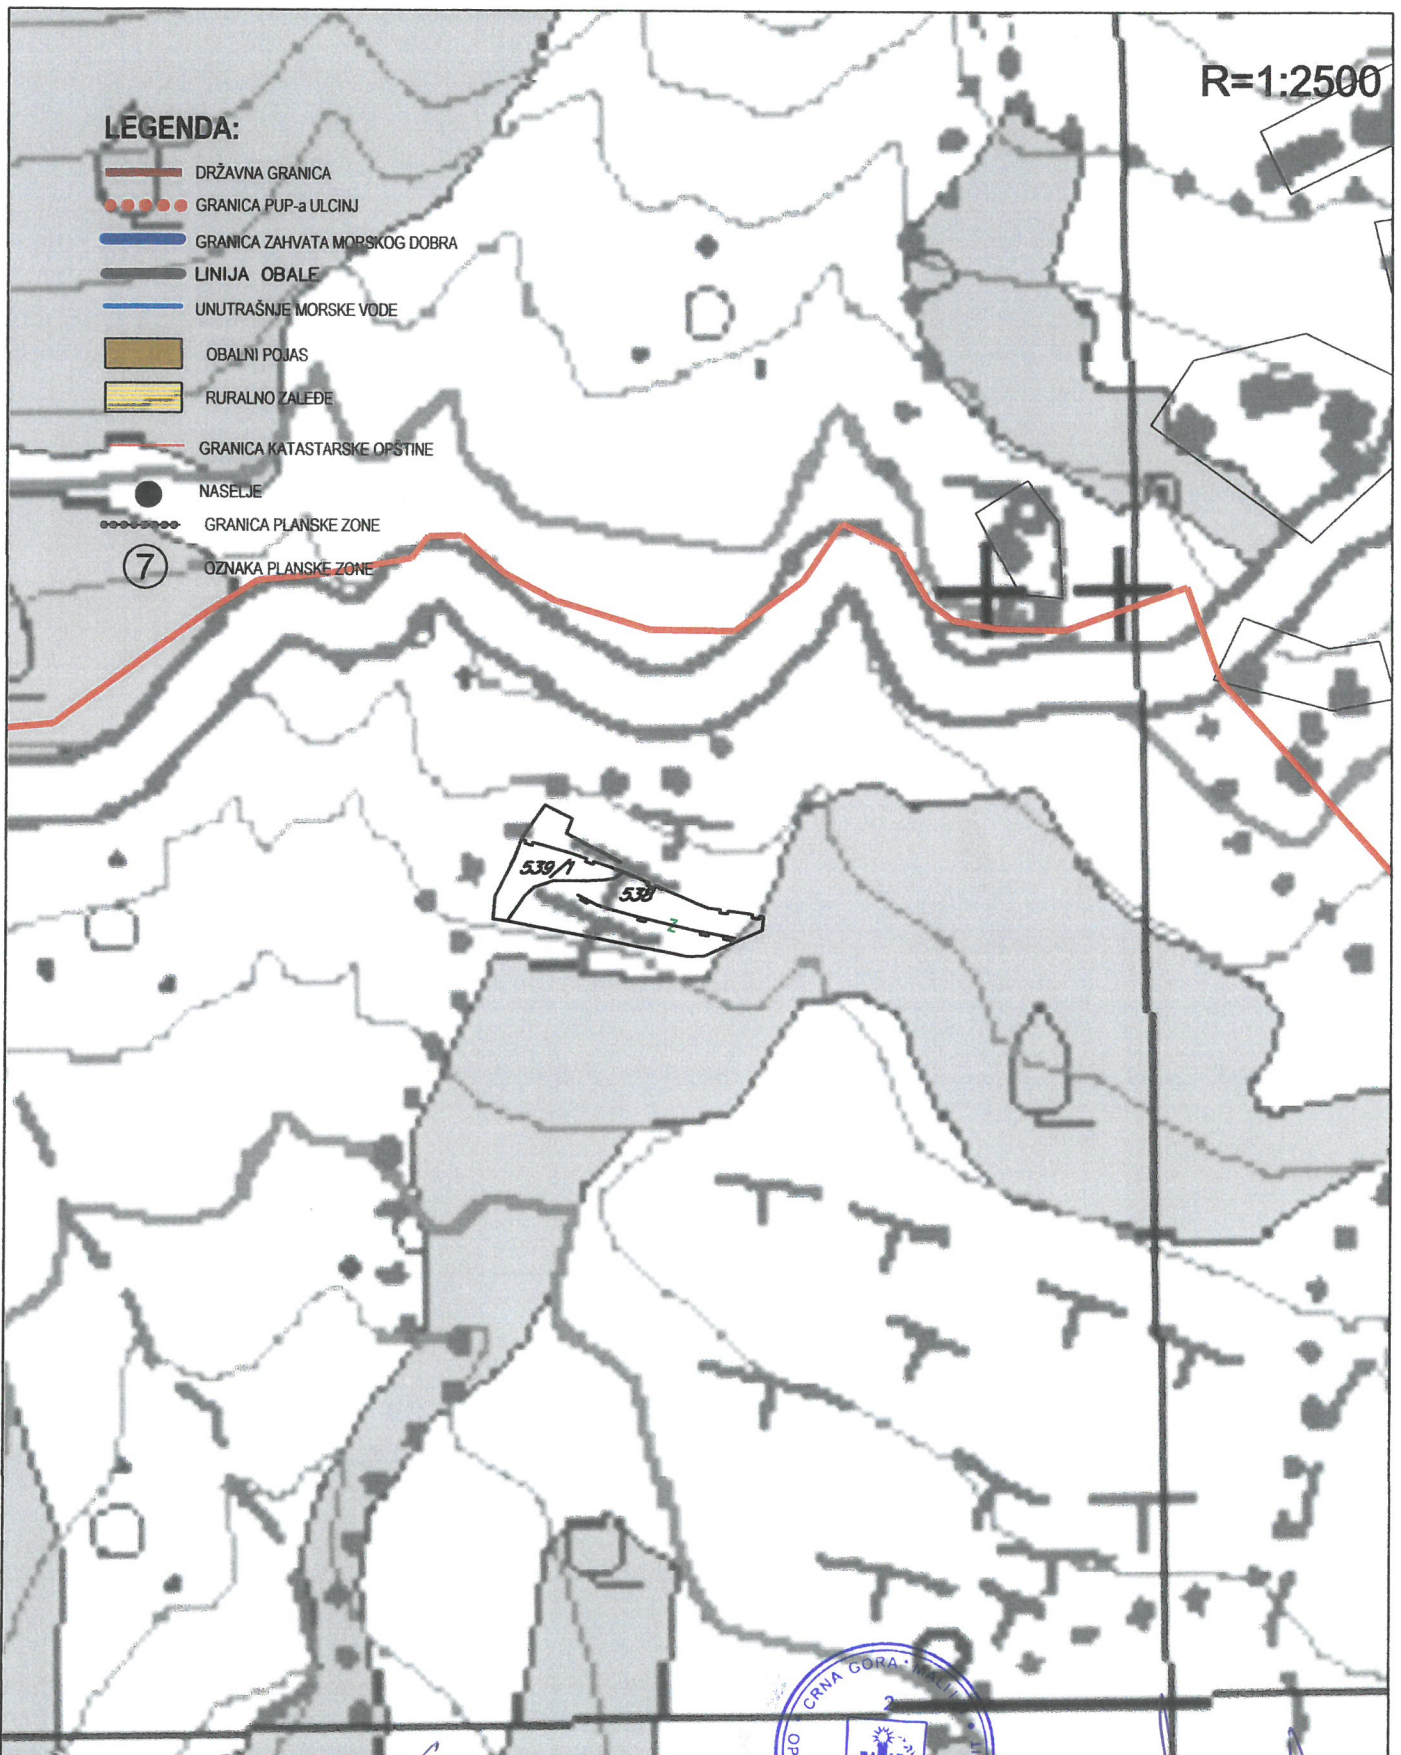 R=1:2500
LEGENDA:
DRŽAVNA GRANICA
GRANICA PUP-a ULCINJ
GRANICA ZAHVATA MORSKOG DOBRA
LINIJA OBALE
UNUTRAŠNJE MORSKE VODE
OBALNI POJAS
RURALNO ZALEĐE
GRANICA KATASTARSKE OPŠTINE
NASELJE
GRANICA PLANSKE ZONE
7 OZNAKA PLANSKE ZONE
539/1
538
Z
CRNA GORA
2